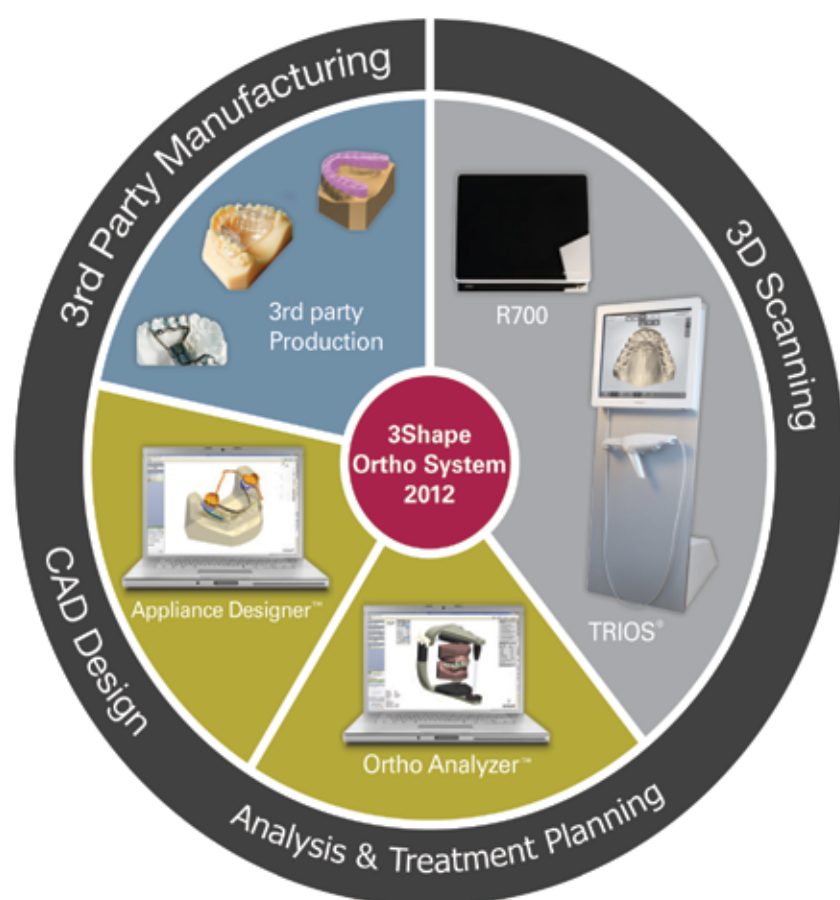 3rd Party Manufacturing
3D Scanning
R700
3rd party
Production
3Shape
Ortho System
2012
Appliance Designer™
TRIOS®
CAD Design
Ortho Analyzer™
Analysis & Treatment Planning